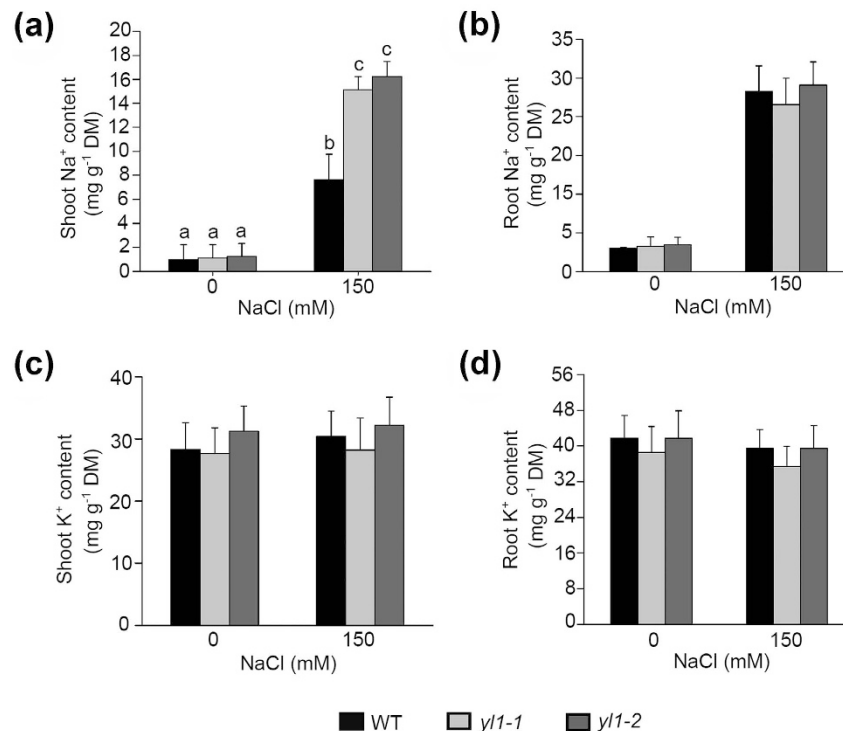 (a)
20
18
16
14
12
10
8
6
4
2
0
Shoot Na⁺ content
(mg g⁻¹ DM)
a a a
b
c
c
0 150
NaCl (mM)
(b)
35
30
25
35
15
5
0
Root Na⁺ content
(mg g⁻¹ DM)
0 150
NaCl (mM)
(c)
40
30
20
30
0
Shoot K⁺ content
(mg g⁻¹ DM)
0 150
NaCl (mM)
(d)
56
48
40
32
24
16
8
0
Root K⁺ content
(mg g⁻¹ DM)
0 150
NaCl (mM)
WT yl1-1 yl1-2